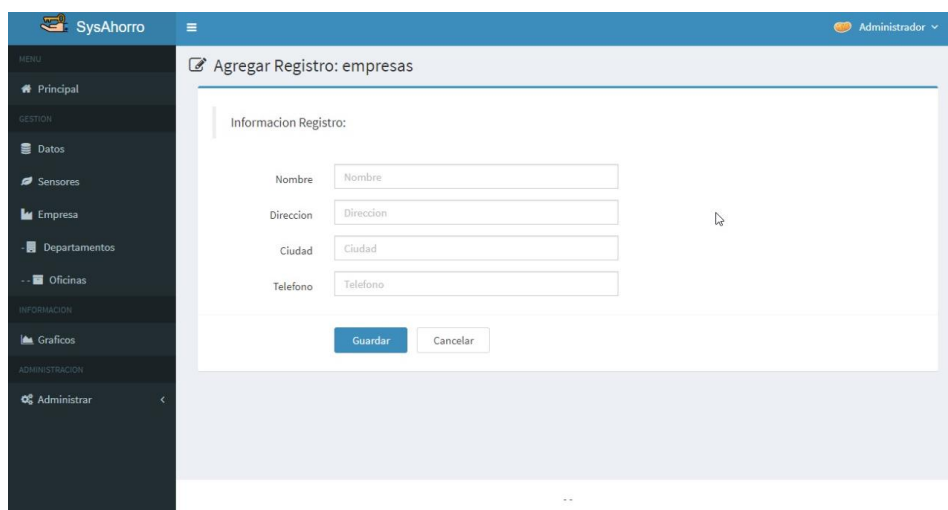 SysAhorro
Administrador
MENU
Principal
GESTION
Datos
Sensores
Empresa
- Departamentos
- - Oficinas
INFORMACION
Graficos
ADMINISTRACION
Administrar
Agregar Registro: empresas
Informacion Registro:
Nombre Nombre
Direccion Direccion
Ciudad Ciudad
Telefono Telefono
Guardar Cancelar
- -